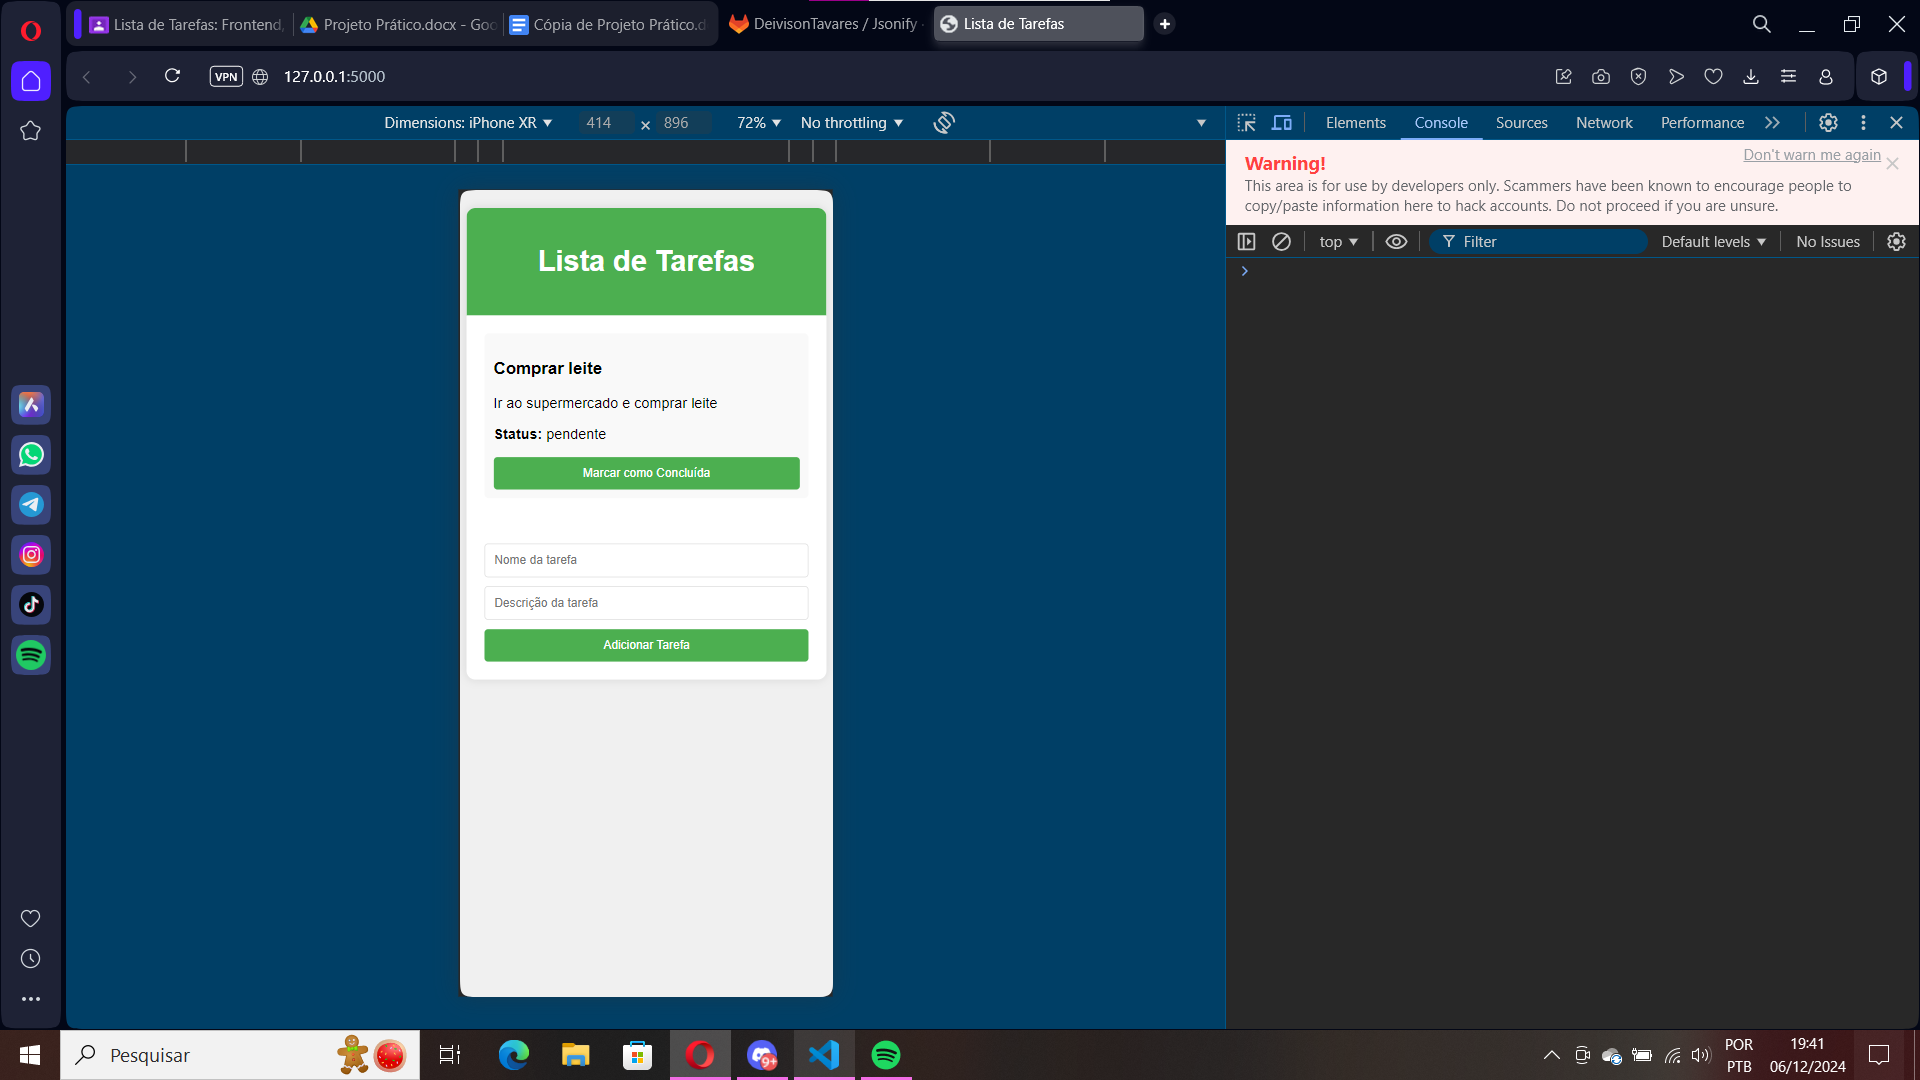 Lista de Tarefas: Frontend,
Projeto Prático.docx - Goo
Cópia de Projeto Prático.d
DeivisonTavares / Jsonify
Lista de Tarefas
VPN
127.0.0.1:5000
Dimensions: iPhone XR
414 x 896
72%
No throttling
Elements
Console
Sources
Network
Performance
Warning!
Don't warn me again
This area is for use by developers only. Scammers have been known to encourage people to
copy/paste information here to hack accounts. Do not proceed if you are unsure.
top
Filter
Default levels
No Issues
Lista de Tarefas
Comprar leite
Ir ao supermercado e comprar leite
Status: pendente
Marcar como Concluída
Nome da tarefa
Descrição da tarefa
Adicionar Tarefa
Pesquisar
9+
POR
PTB
19:41
06/12/2024